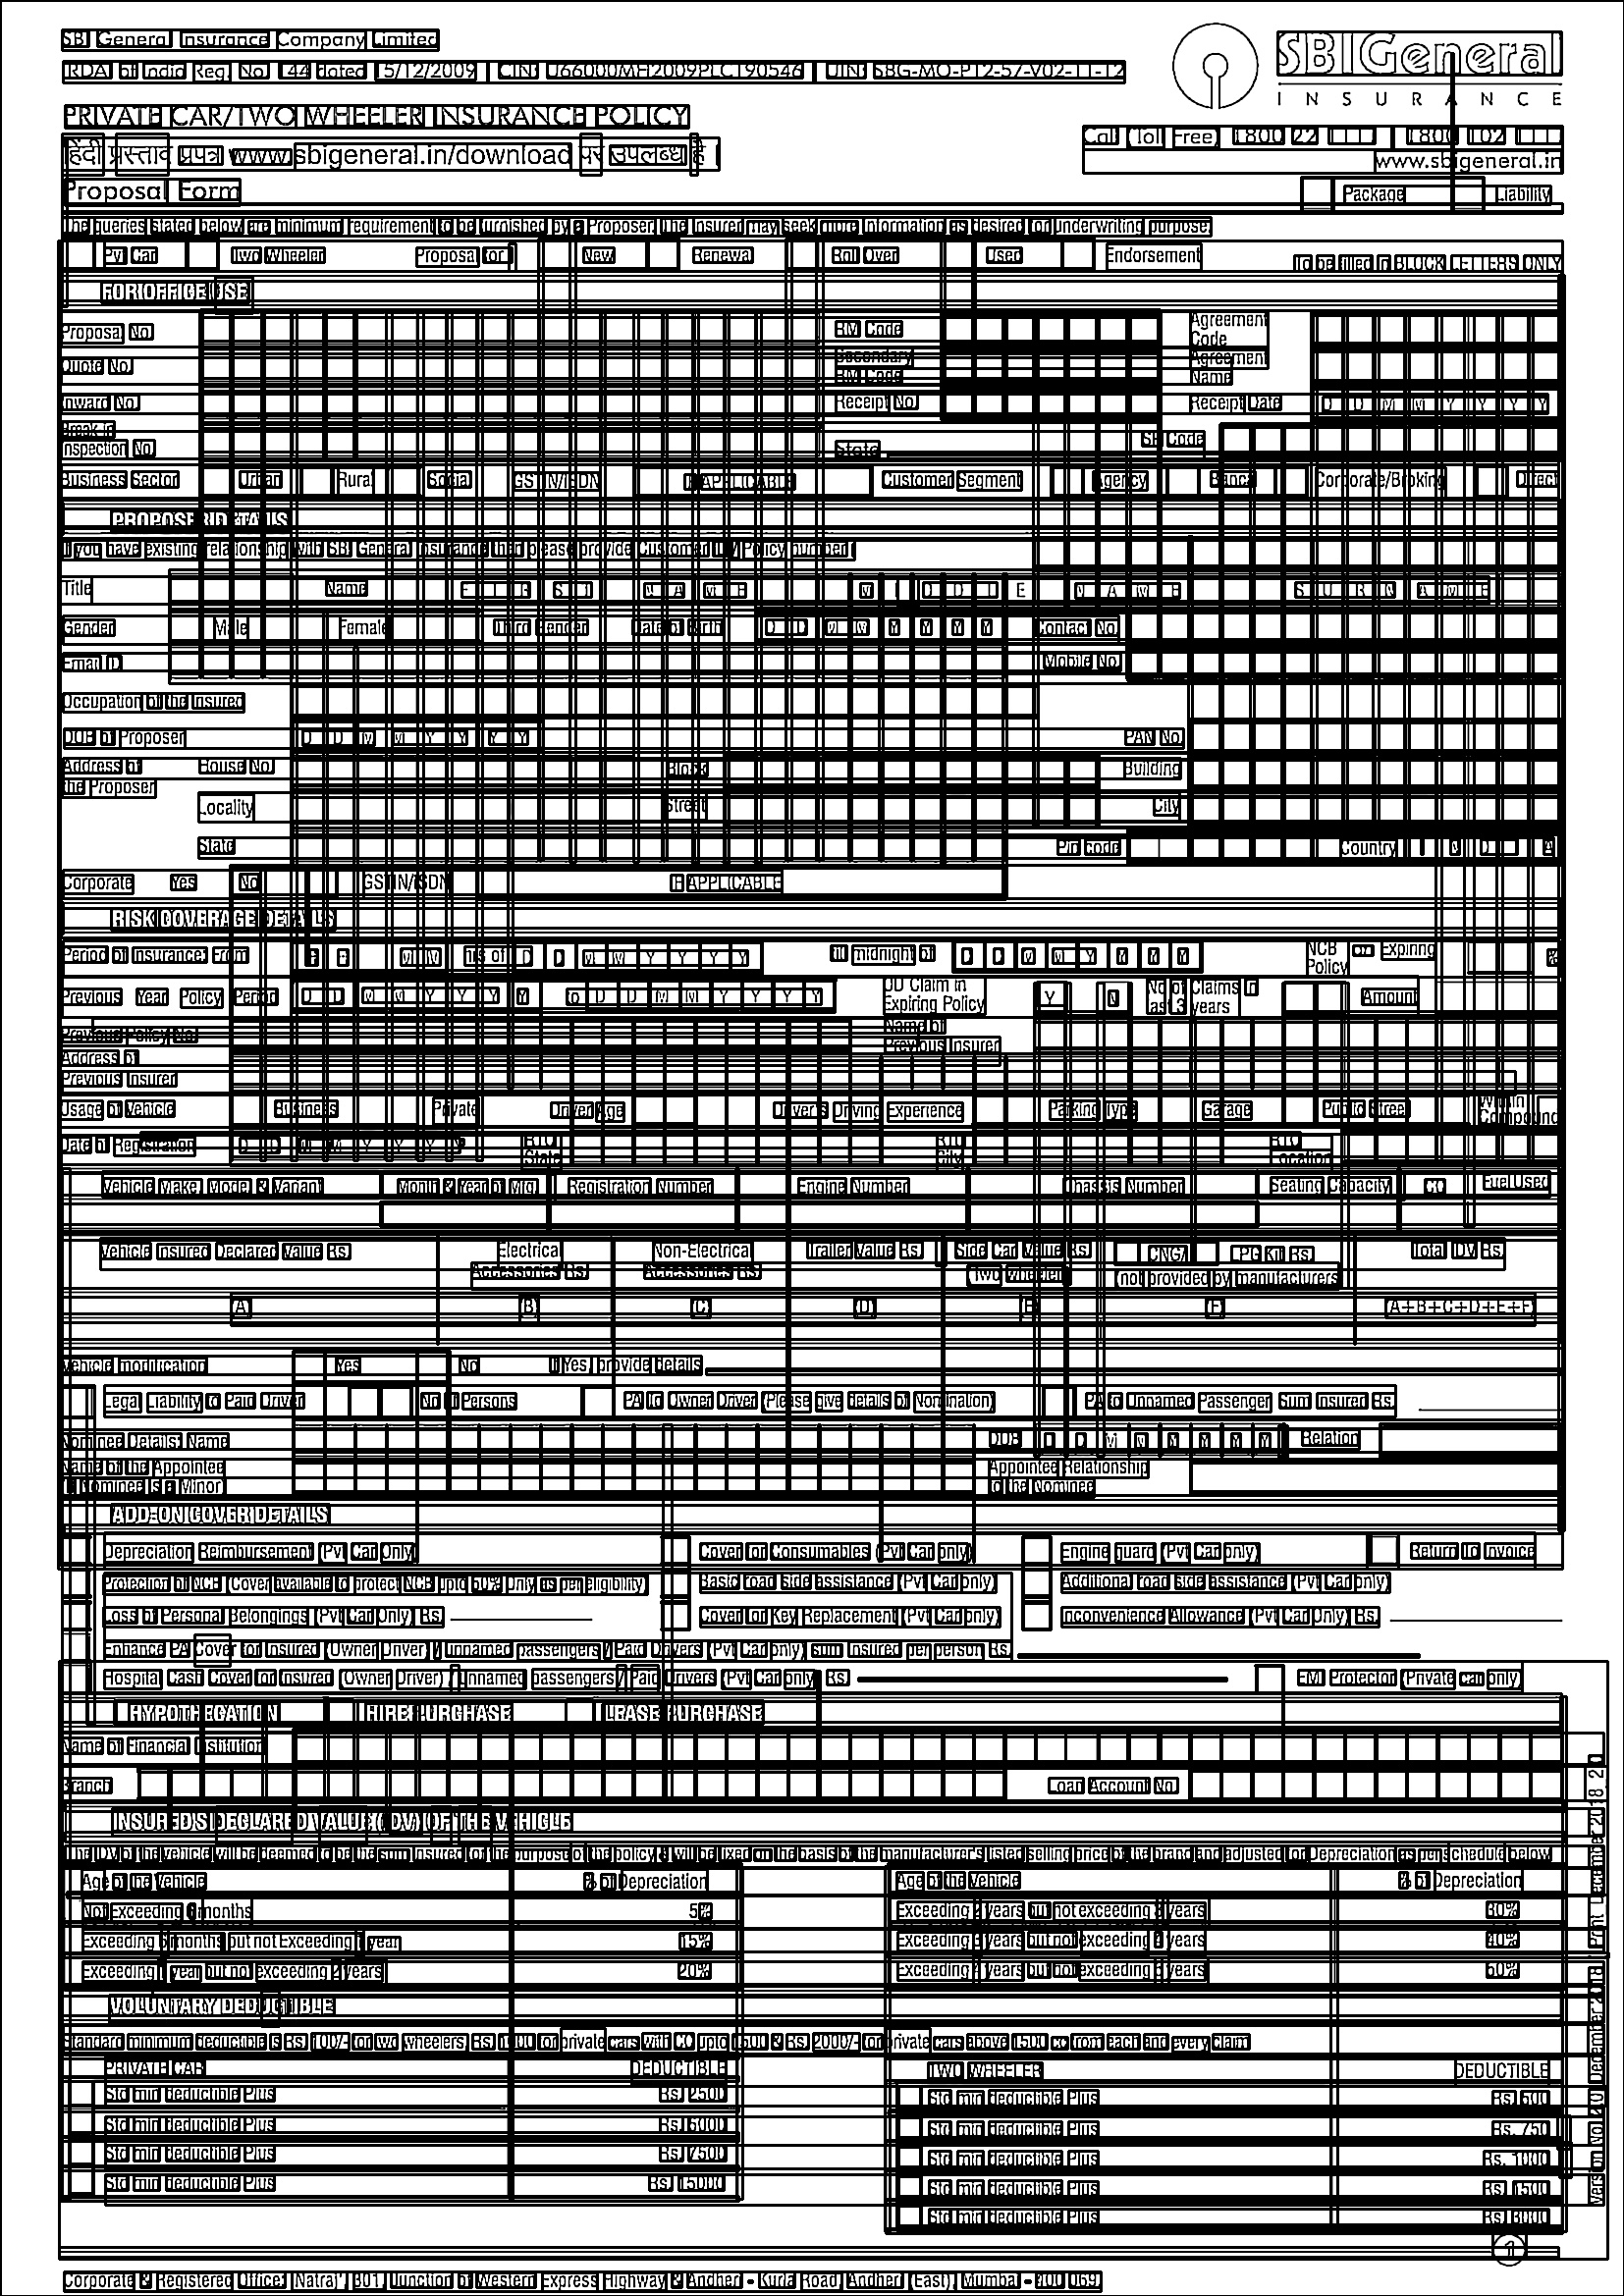 SBI General Insurance Company Limited
IRDA of India Reg. No. 144 dated 15/12/2009 | CIN: U66000MH2009PLC190546 | UIN: SBG-MO-P12-57-V02-11-12
SBI General
INSURANCE
PRIVATE CAR/TWO WHEELER INSURANCE POLICY
Call (Toll Free) 1800 22 1111 | 1800 102 1111
हिंदी प्रस्ताव प्रपत्र www.sbigeneral.in/download पर उपलब्ध है।
www.sbigeneral.in
Proposal Form
Package Liability
The queries stated below are minimum requirement to be furnished by a Proposer. The Insurer may seek more information as desired for underwriting purpose.
Pvt Car Two Wheeler Proposal for New Renewal Roll Over Used Endorsement To be filled in BLOCK LETTERS ONLY
FOR OFFICE USE
Proposal No. RM Code Agreement Code
Quote No. Secondary RM Code Agreement Name
Inward No. Receipt No. Receipt Date D D M M Y Y Y Y
Break in Inspection No. State SP Code
Business Sector Urban Rural Social GSTIN/ISDN IF APPLICABLE Customer Segment Agency Banca Corporate/Broking Direct
PROPOSER DETAILS
If you have existing relationship with SBI General Insurance then please provide Customer ID / Policy number
Title Name F I R S T N A M E M I D D L E N A M E S U R N A M E
Gender Male Female Third Gender Date of Birth D D M M Y Y Y Y Contact No.
Email ID Mobile No.
Occupation of the Insured
DOB of Proposer D D M M Y Y Y Y PAN No.
Address of the Proposer House No. Block Building
Locality Street City
State Pin code Country I N D I A
Corporate Yes No GSTIN/ISDN IF APPLICABLE
RISK COVERAGE DETAILS
Period of Insurance: From H H M M hrs of D D M M Y Y Y Y till midnight of D D M M Y Y Y Y NCB on Expiring Policy %
Previous Year Policy Period D D M M Y Y Y Y to D D M M Y Y Y Y OD Claim in Expiring Policy Y N No of Claims in last 3 years Amount
Previous Policy No. Name of Previous Insurer
Address of Previous Insurer
Usage of Vehicle Business Private Driver Age Driver's Driving Experience Parking Type Garage Public Street Within Compound
Date of Registration D D M M Y Y Y Y RTO State RTO City RTO Location
Vehicle Make Model & Variant Month & Year of Mfg. Registration Number Engine Number Chassis Number Seating Capacity CC Fuel Used
Vehicle Insured Declared Value Rs. Electrical Accessories Rs. Non-Electrical Accessories Rs. Trailer Value Rs. Side Car Value Rs. (Two wheeler) CNG/ LPG Kit Rs. (not provided by manufacturers) Total IDV Rs.
(A) (B) (C) (D) (E) (F) (A+B+C+D+E+F)
Vehicle modification Yes No If Yes, provide details
Legal Liability to Paid Driver No of Persons PA to Owner Driver (Please give details of Nomination) PA to Unnamed Passenger Sum Insured Rs.
Nominee Details: Name DOB D D M M Y Y Y Y Relation
Name of the Appointee If Nominee is a Minor Appointee Relationship to the Nominee
ADD-ON COVER DETAILS
Depreciation Reimbursement (Pvt Car Only) Cover for Consumables (Pvt Car only) Engine guard (Pvt Car only) Return to Invoice
Protection of NCB (Cover available to protect NCB upto 50% only as per eligibility) Basic road side assistance (Pvt Car only) Additional road side assistance (Pvt Car only)
Loss of Personal Belongings (Pvt Car Only) Rs. Cover for Key Replacement (Pvt Car only) Inconvenience Allowance (Pvt Car Only) Rs.
Enhance PA Cover for Insured (Owner Driver) / unnamed passengers / Paid Drivers (Pvt Car only) sum Insured per person Rs.
Hospital Cash Cover for Insured (Owner Driver) / unnamed passengers / Paid Drivers (Pvt Car only) Rs. EMI Protector (Private car only)
HYPOTHECATION HIRE PURCHASE LEASE PURCHASE
Name of Financial Institution
Branch Loan Account No.
INSURED'S DECLARED VALUE (IDV) OF THE VEHICLE
The IDV of the vehicle will be deemed to be the sum insured for the purpose of the policy & will be fixed on the basis of the manufacturer's listed selling price of the brand and adjusted for Depreciation as per schedule below
Age of the Vehicle % of Depreciation Age of the Vehicle % of Depreciation
Not Exceeding 6 months 5% Exceeding 2 years but not exceeding 3 years 30%
Exceeding 6 months but not Exceeding 1 year 15% Exceeding 3 years but not exceeding 4 years 40%
Exceeding 1 year but not exceeding 2 years 20% Exceeding 4 years but not exceeding 5 years 50%
VOLUNTARY DEDUCTIBLE
Standard minimum deductible is Rs. 100/- for two wheelers Rs. 1000 for private cars with CC upto 1500 & Rs. 2000/- for private cars above 1500 cc from each and every claim
PRIVATE CAR DEDUCTIBLE TWO WHEELER DEDUCTIBLE
Std min deductible Plus Rs. 2500 Std min deductible Plus Rs. 500
Std min deductible Plus Rs. 5000 Std min deductible Plus Rs. 750
Std min deductible Plus Rs. 7500 Std min deductible Plus Rs. 1000
Std min deductible Plus Rs. 15000 Std min deductible Plus Rs. 1500
Std min deductible Plus Rs. 3000
1
Corporate & Registered Office: 'Natraj', 301, Junction of Western Express Highway & Andheri - Kurla Road, Andheri (East), Mumbai - 400 069.